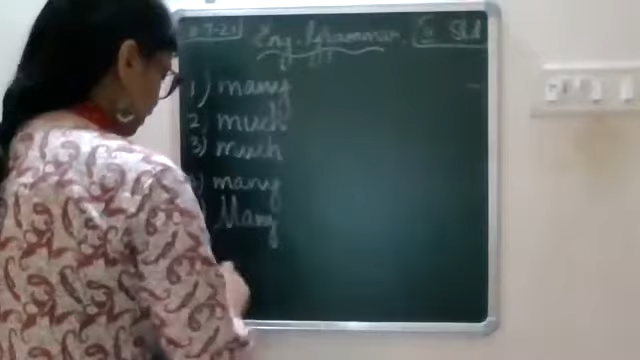 Eng. Grammar.
1) many
2) much
3) much
) many
Many